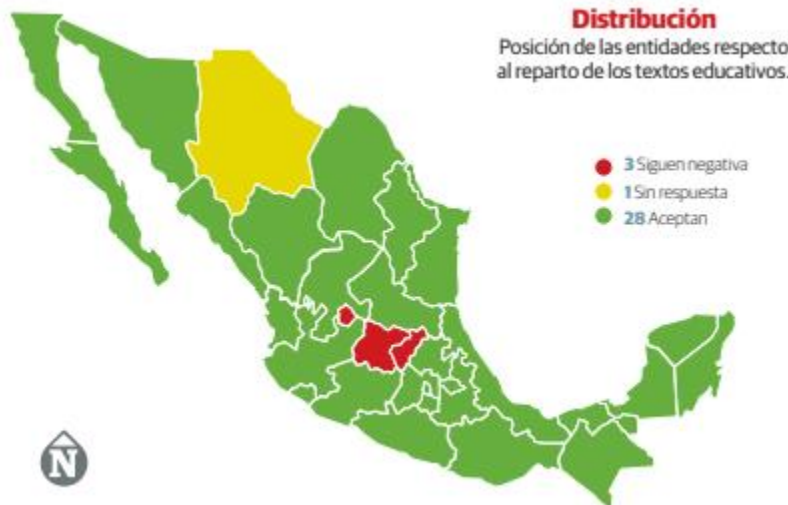 Distribución
Posición de las entidades respecto
al reparto de los textos educativos.
3 Siguen negativa
1 Sin respuesta
28 Aceptan
N